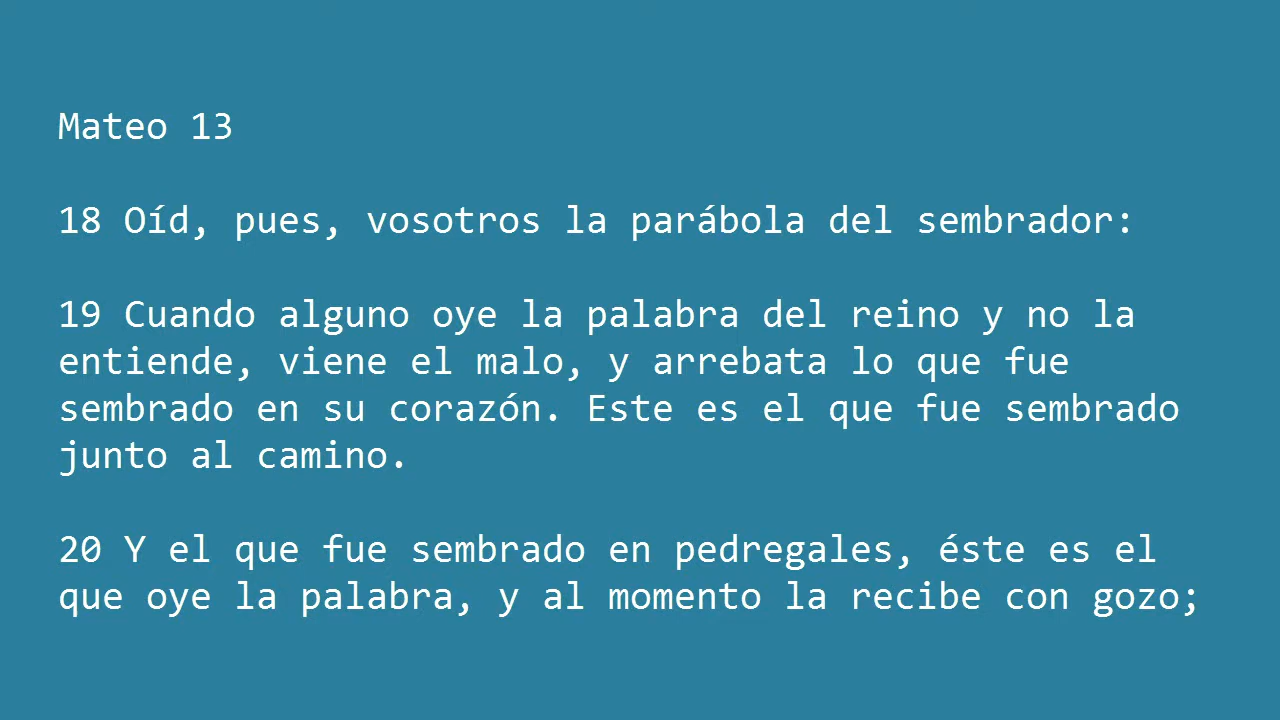 Mateo 13
18 Oíd, pues, vosotros la parábola del sembrador:
19 Cuando alguno oye la palabra del reino y no la
entiende, viene el malo, y arrebata lo que fue
sembrado en su corazón. Este es el que fue sembrado
junto al camino.
20 Y el que fue sembrado en pedregales, éste es el
que oye la palabra, y al momento la recibe con gozo;